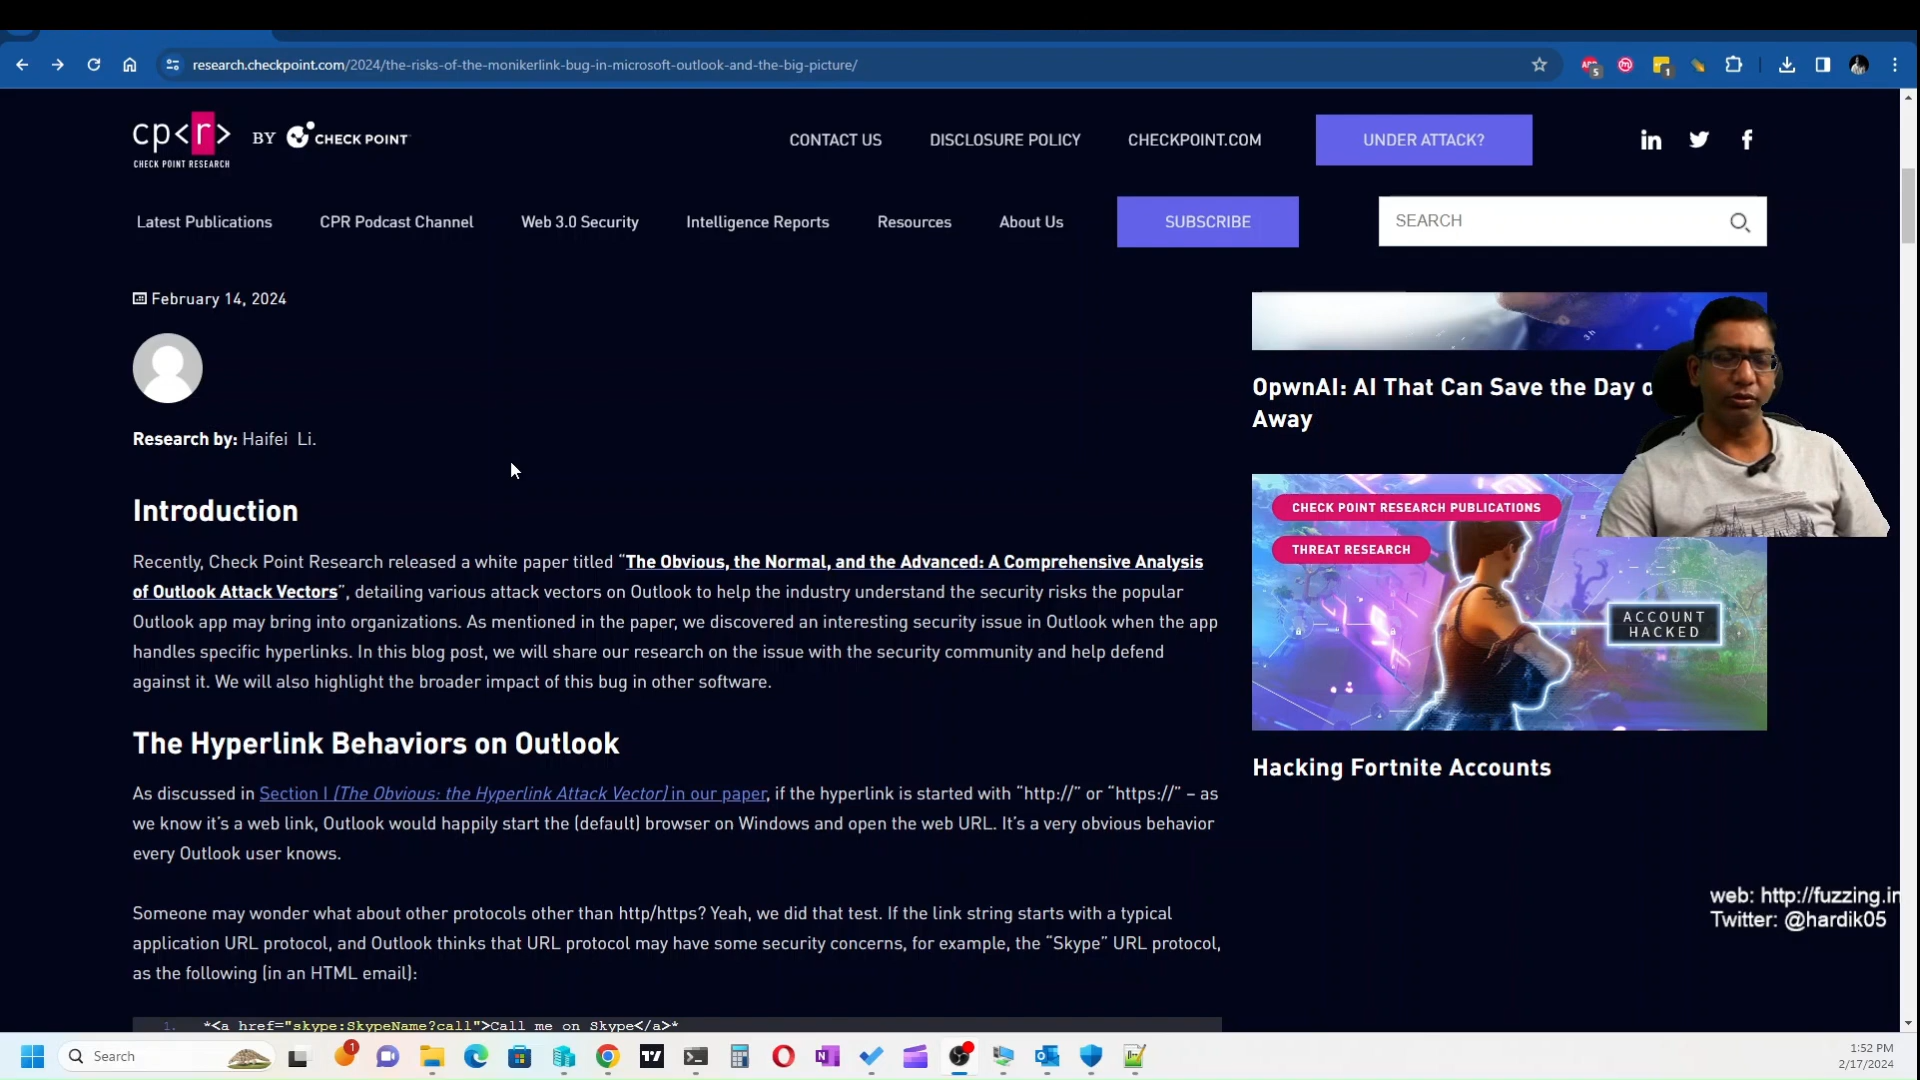 research.checkpoint.com/2024/the-risks-of-the-monikerlink-bug-in-microsoft-outlook-and-the-big-picture/
5
1
cp<r>
CHECK POINT RESEARCH
BY
CHECK POINT
CONTACT US
DISCLOSURE POLICY
CHECKPOINT.COM
UNDER ATTACK?
Latest Publications
CPR Podcast Channel
Web 3.0 Security
Intelligence Reports
Resources
About Us
SUBSCRIBE
SEARCH
February 14, 2024
Research by: Haifei Li.
Introduction
Recently, Check Point Research released a white paper titled “The Obvious, the Normal, and the Advanced: A Comprehensive Analysis
of Outlook Attack Vectors”, detailing various attack vectors on Outlook to help the industry understand the security risks the popular
Outlook app may bring into organizations. As mentioned in the paper, we discovered an interesting security issue in Outlook when the app
handles specific hyperlinks. In this blog post, we will share our research on the issue with the security community and help defend
against it. We will also highlight the broader impact of this bug in other software.
The Hyperlink Behaviors on Outlook
As discussed in Section I (The Obvious: the Hyperlink Attack Vector) in our paper, if the hyperlink is started with “http://” or “https://” – as
we know it’s a web link, Outlook would happily start the (default) browser on Windows and open the web URL. It’s a very obvious behavior
every Outlook user knows.
Someone may wonder what about other protocols other than http/https? Yeah, we did that test. If the link string starts with a typical
application URL protocol, and Outlook thinks that URL protocol may have some security concerns, for example, the “Skype” URL protocol,
as the following (in an HTML email):
1. *<a href="skype:SkypeName?call">Call me on Skype</a>*
OpwnAI: AI That Can Save the Day
Away
CHECK POINT RESEARCH PUBLICATIONS
THREAT RESEARCH
ACCOUNT
HACKED
Hacking Fortnite Accounts
web: http://fuzzing.in
Twitter: @hardik05
Search
1
1:52 PM
2/17/2024